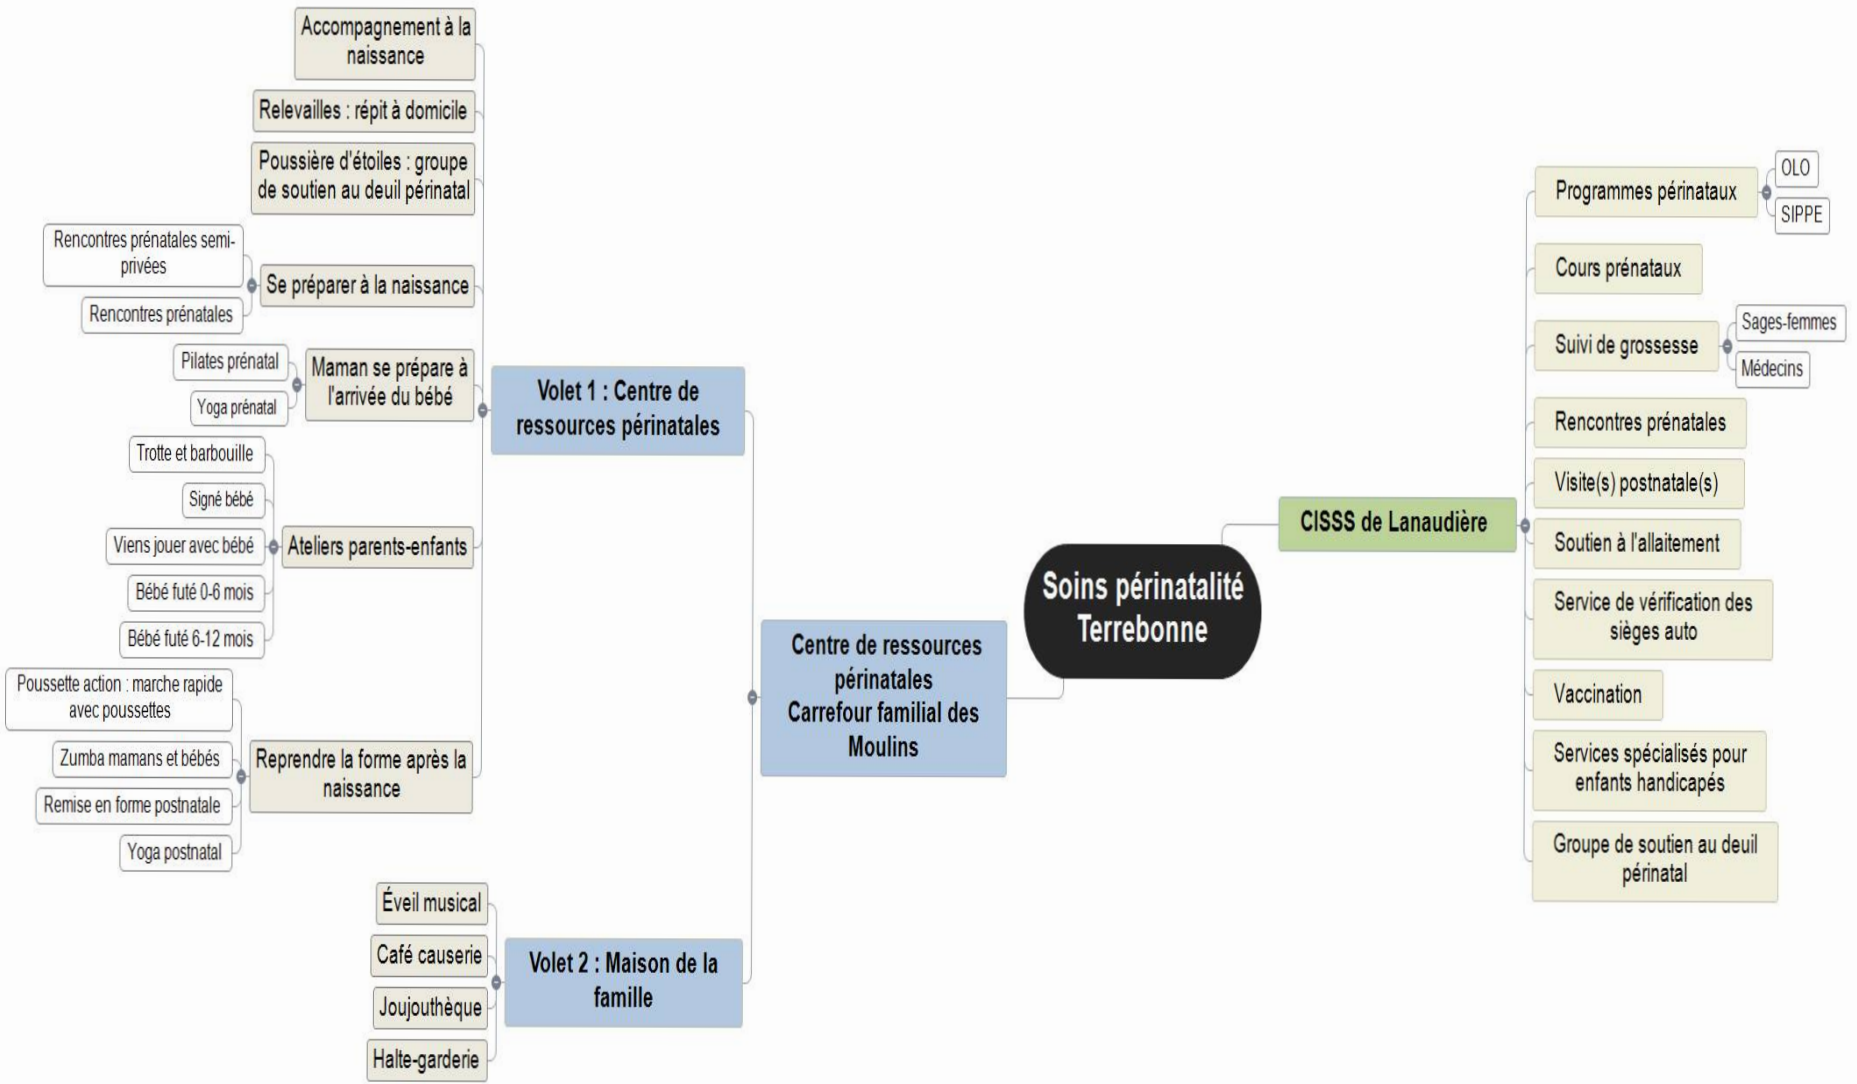 Accompagnement à la
naissance
Relevailles : répit à domicile
Poussière d'étoiles : groupe
de soutien au deuil périnatal
Rencontres prénatales semi-
privées
Rencontres prénatales
Se préparer à la naissance
Pilates prénatal
Yoga prénatal
Maman se prépare à
l'arrivée du bébé
Trotte et barbouille
Signé bébé
Viens jouer avec bébé
Bébé futé 0-6 mois
Bébé futé 6-12 mois
Ateliers parents-enfants
Poussette action : marche rapide
avec poussettes
Zumba mamans et bébés
Remise en forme postnatale
Yoga postnatal
Reprendre la forme après la
naissance
Volet 1 : Centre de
ressources périnatales
Éveil musical
Café causerie
Joujouthèque
Halte-garderie
Volet 2 : Maison de la
famille
Centre de ressources
périnatales
Carrefour familial des
Moulins
Soins périnatalité
Terrebonne
CISSS de Lanaudière
Programmes périnataux
OLO
SIPPE
Cours prénataux
Suivi de grossesse
Sages-femmes
Médecins
Rencontres prénatales
Visite(s) postnatale(s)
Soutien à l'allaitement
Service de vérification des
sièges auto
Vaccination
Services spécialisés pour
enfants handicapés
Groupe de soutien au deuil
périnatal